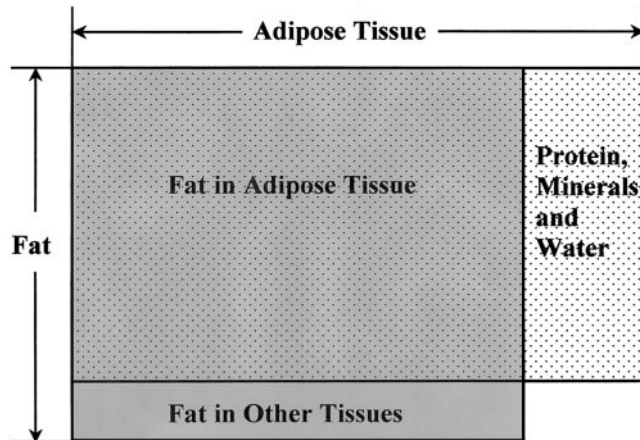 Adipose Tissue
Fat in Adipose Tissue
Protein,
Minerals
and
Water
Fat
Fat in Other Tissues